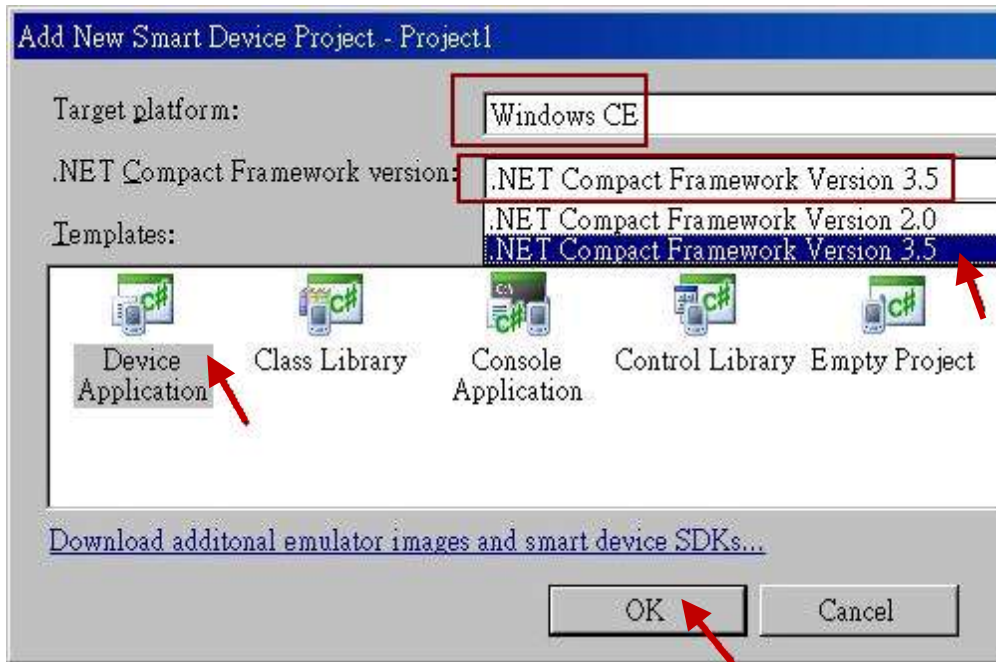 Add New Smart Device Project - Project1
Target platform:
Windows CE
.NET Compact Framework version:
.NET Compact Framework Version 3.5
.NET Compact Framework Version 2.0
.NET Compact Framework Version 3.5
Templates:
Device Application
Class Library
Console Application
Control Library
Empty Project
Download additonal emulator images and smart device SDKs...
OK
Cancel